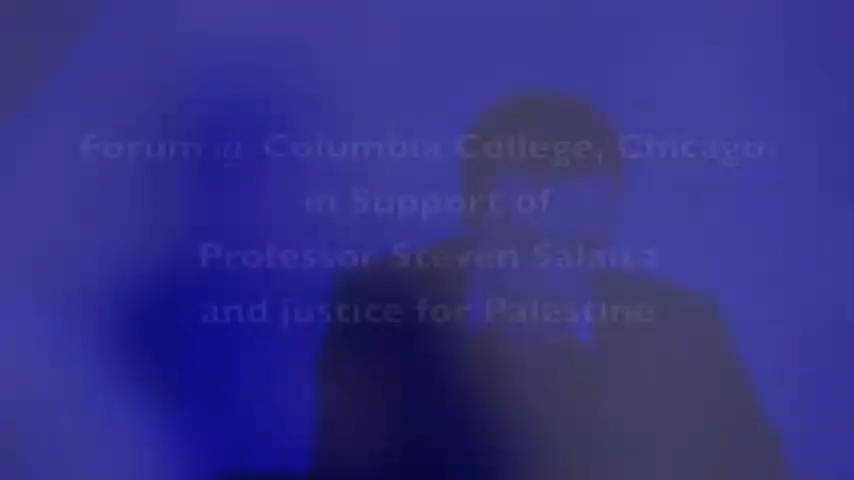 Forum @ Columbia College, Chicago,
in Support of
Professor Steven Salaita
and justice for Palestine